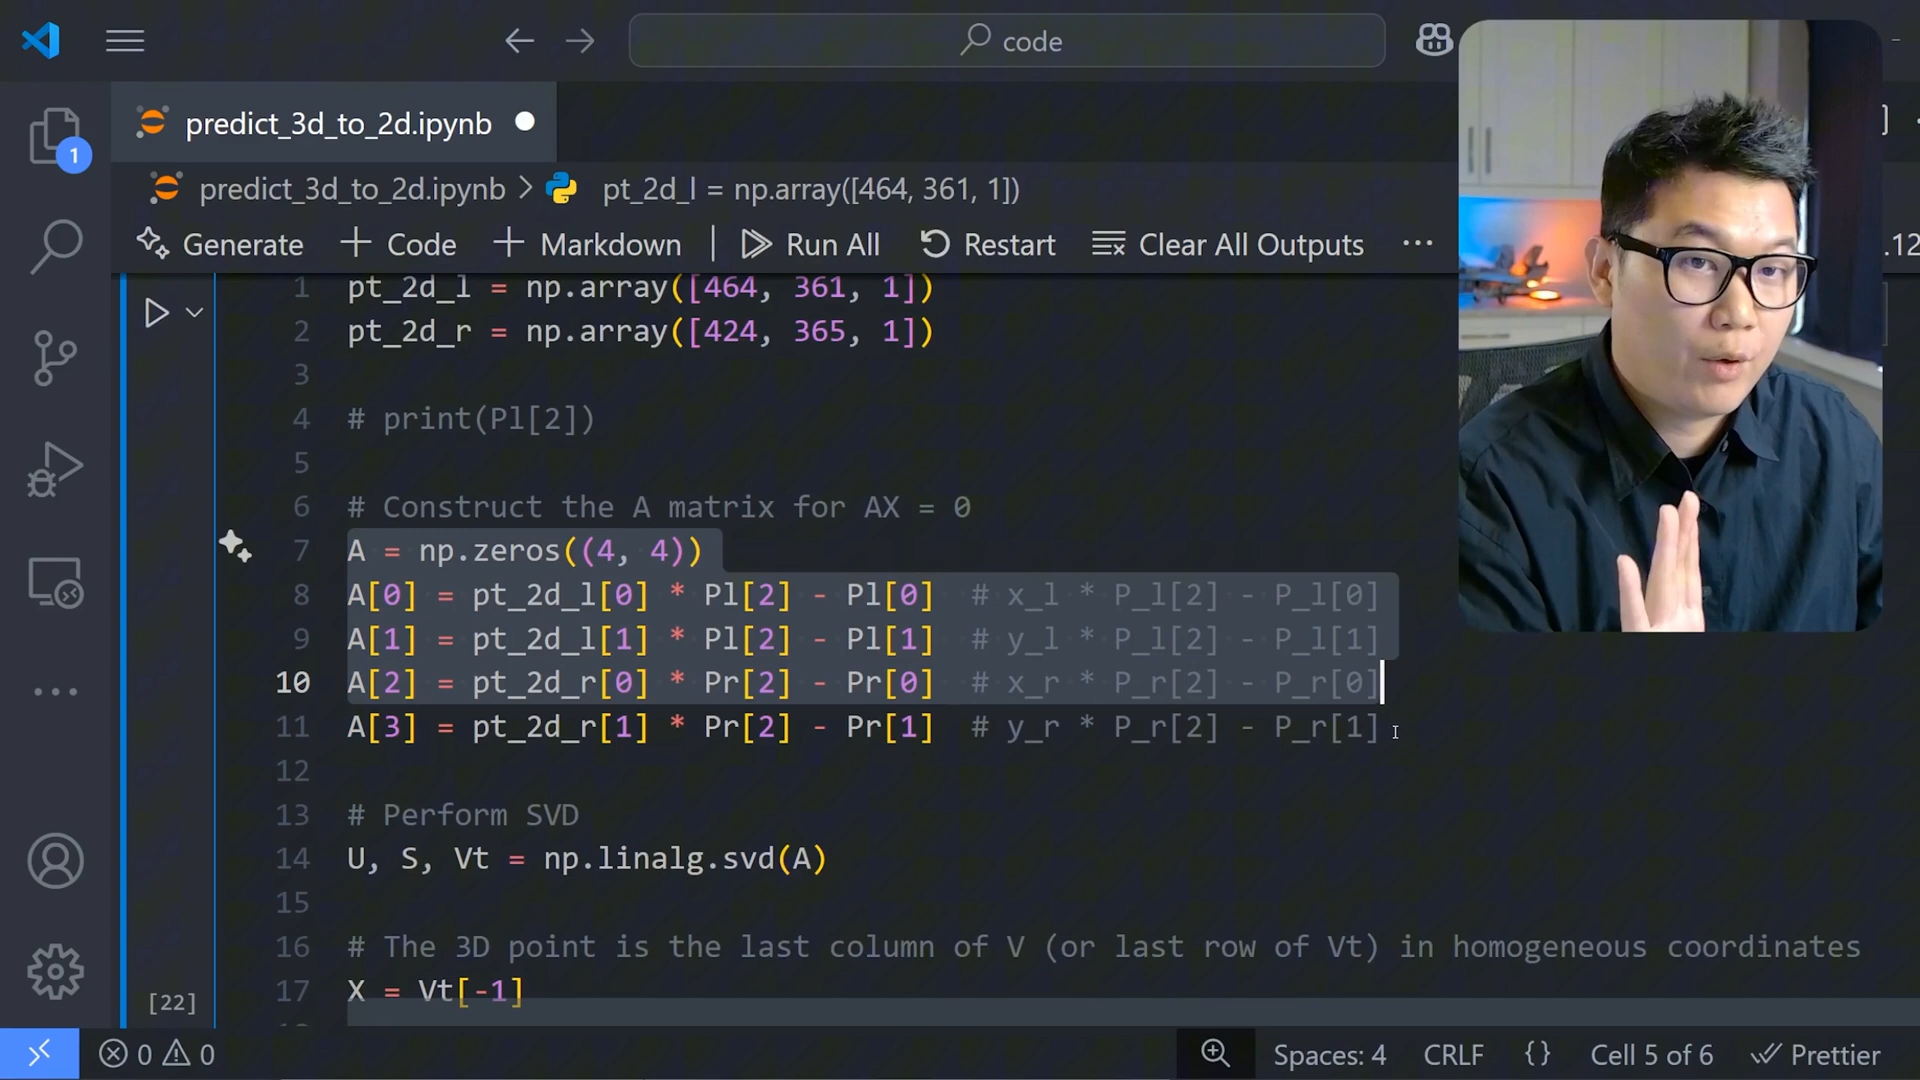 code
predict_3d_to_2d.ipynb
predict_3d_to_2d.ipynb > pt_2d_l = np.array([464, 361, 1])
Generate + Code + Markdown | Run All Restart Clear All Outputs ...
.12
1
1 pt_2d_l = np.array([464, 361, 1])
2 pt_2d_r = np.array([424, 365, 1])
3
4 # print(Pl[2])
5
6 # Construct the A matrix for AX = 0
7 A = np.zeros((4, 4))
8 A[0] = pt_2d_l[0] * Pl[2] - Pl[0] # x_l * P_l[2] - P_l[0]
9 A[1] = pt_2d_l[1] * Pl[2] - Pl[1] # y_l * P_l[2] - P_l[1]
10 A[2] = pt_2d_r[0] * Pr[2] - Pr[0] # x_r * P_r[2] - P_r[0]
11 A[3] = pt_2d_r[1] * Pr[2] - Pr[1] # y_r * P_r[2] - P_r[1]
12
13 # Perform SVD
14 U, S, Vt = np.linalg.svd(A)
15
16 # The 3D point is the last column of V (or last row of Vt) in homogeneous coordinates
17 X = Vt[-1]
[22]
0 0
Spaces: 4 CRLF {} Cell 5 of 6 Prettier